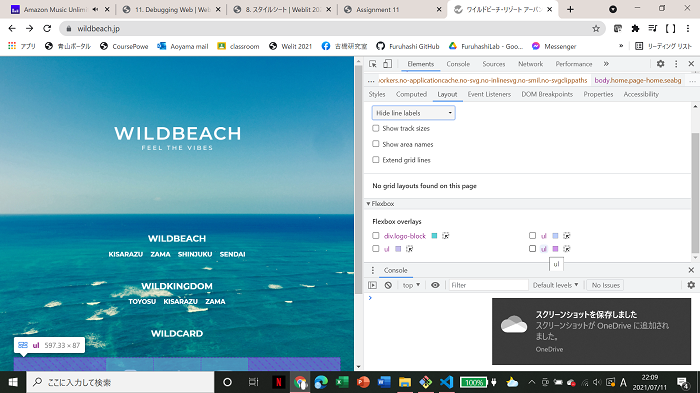 Amazon Music Unlim
11. Debugging Web | Web
8. スタイルシート | Weblit 20
Assignment 11
ワイルドビーチ・リゾート アーバン
wildbeach.jp
アプリ
青山ポータル
CoursePowe
Aoyama mail
classroom
Welit 2021
古橋研究室
Furuhashi GitHub
FuruhashiLab - Goo...
Messenger
»
リーディング リスト
WILDBEACH
FEEL THE VIBES
WILDBEACH
KISARAZU ZAMA SHINJUKU SENDAI
WILDKINGDOM
TOYOSU KISARAZU ZAMA
WILDCARD
ul 597.33 × 87
Elements Console Sources Network Performance »
...
vorkers.no-applicationcache.no-svg.no-inlinesvg.no-smil.no-svgclippaths
body.home.page-home.seabg
Styles Computed Layout Event Listeners DOM Breakpoints Properties Accessibility
Hide line labels
Show track sizes
Show area names
Extend grid lines
No grid layouts found on this page
Flexbox
Flexbox overlays
div.logo-block
ul
ul
ul
ul
Console
top
Filter
Default levels
No Issues
スクリーンショットを保存しました
スクリーンショットが OneDrive に追加されました。
OneDrive
ここに入力して検索
100%
A
22:09
2021/07/11